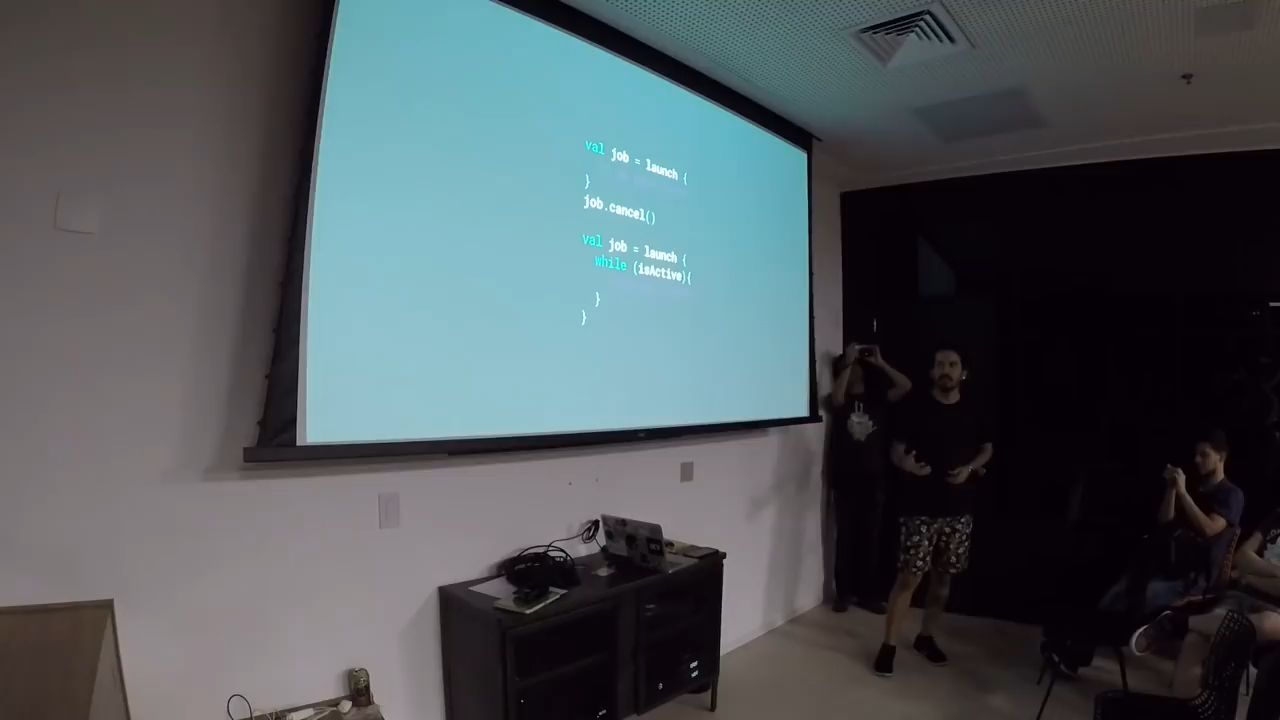 val job = launch {
}
job.cancel()
val job = launch {
while (isActive){
}
}